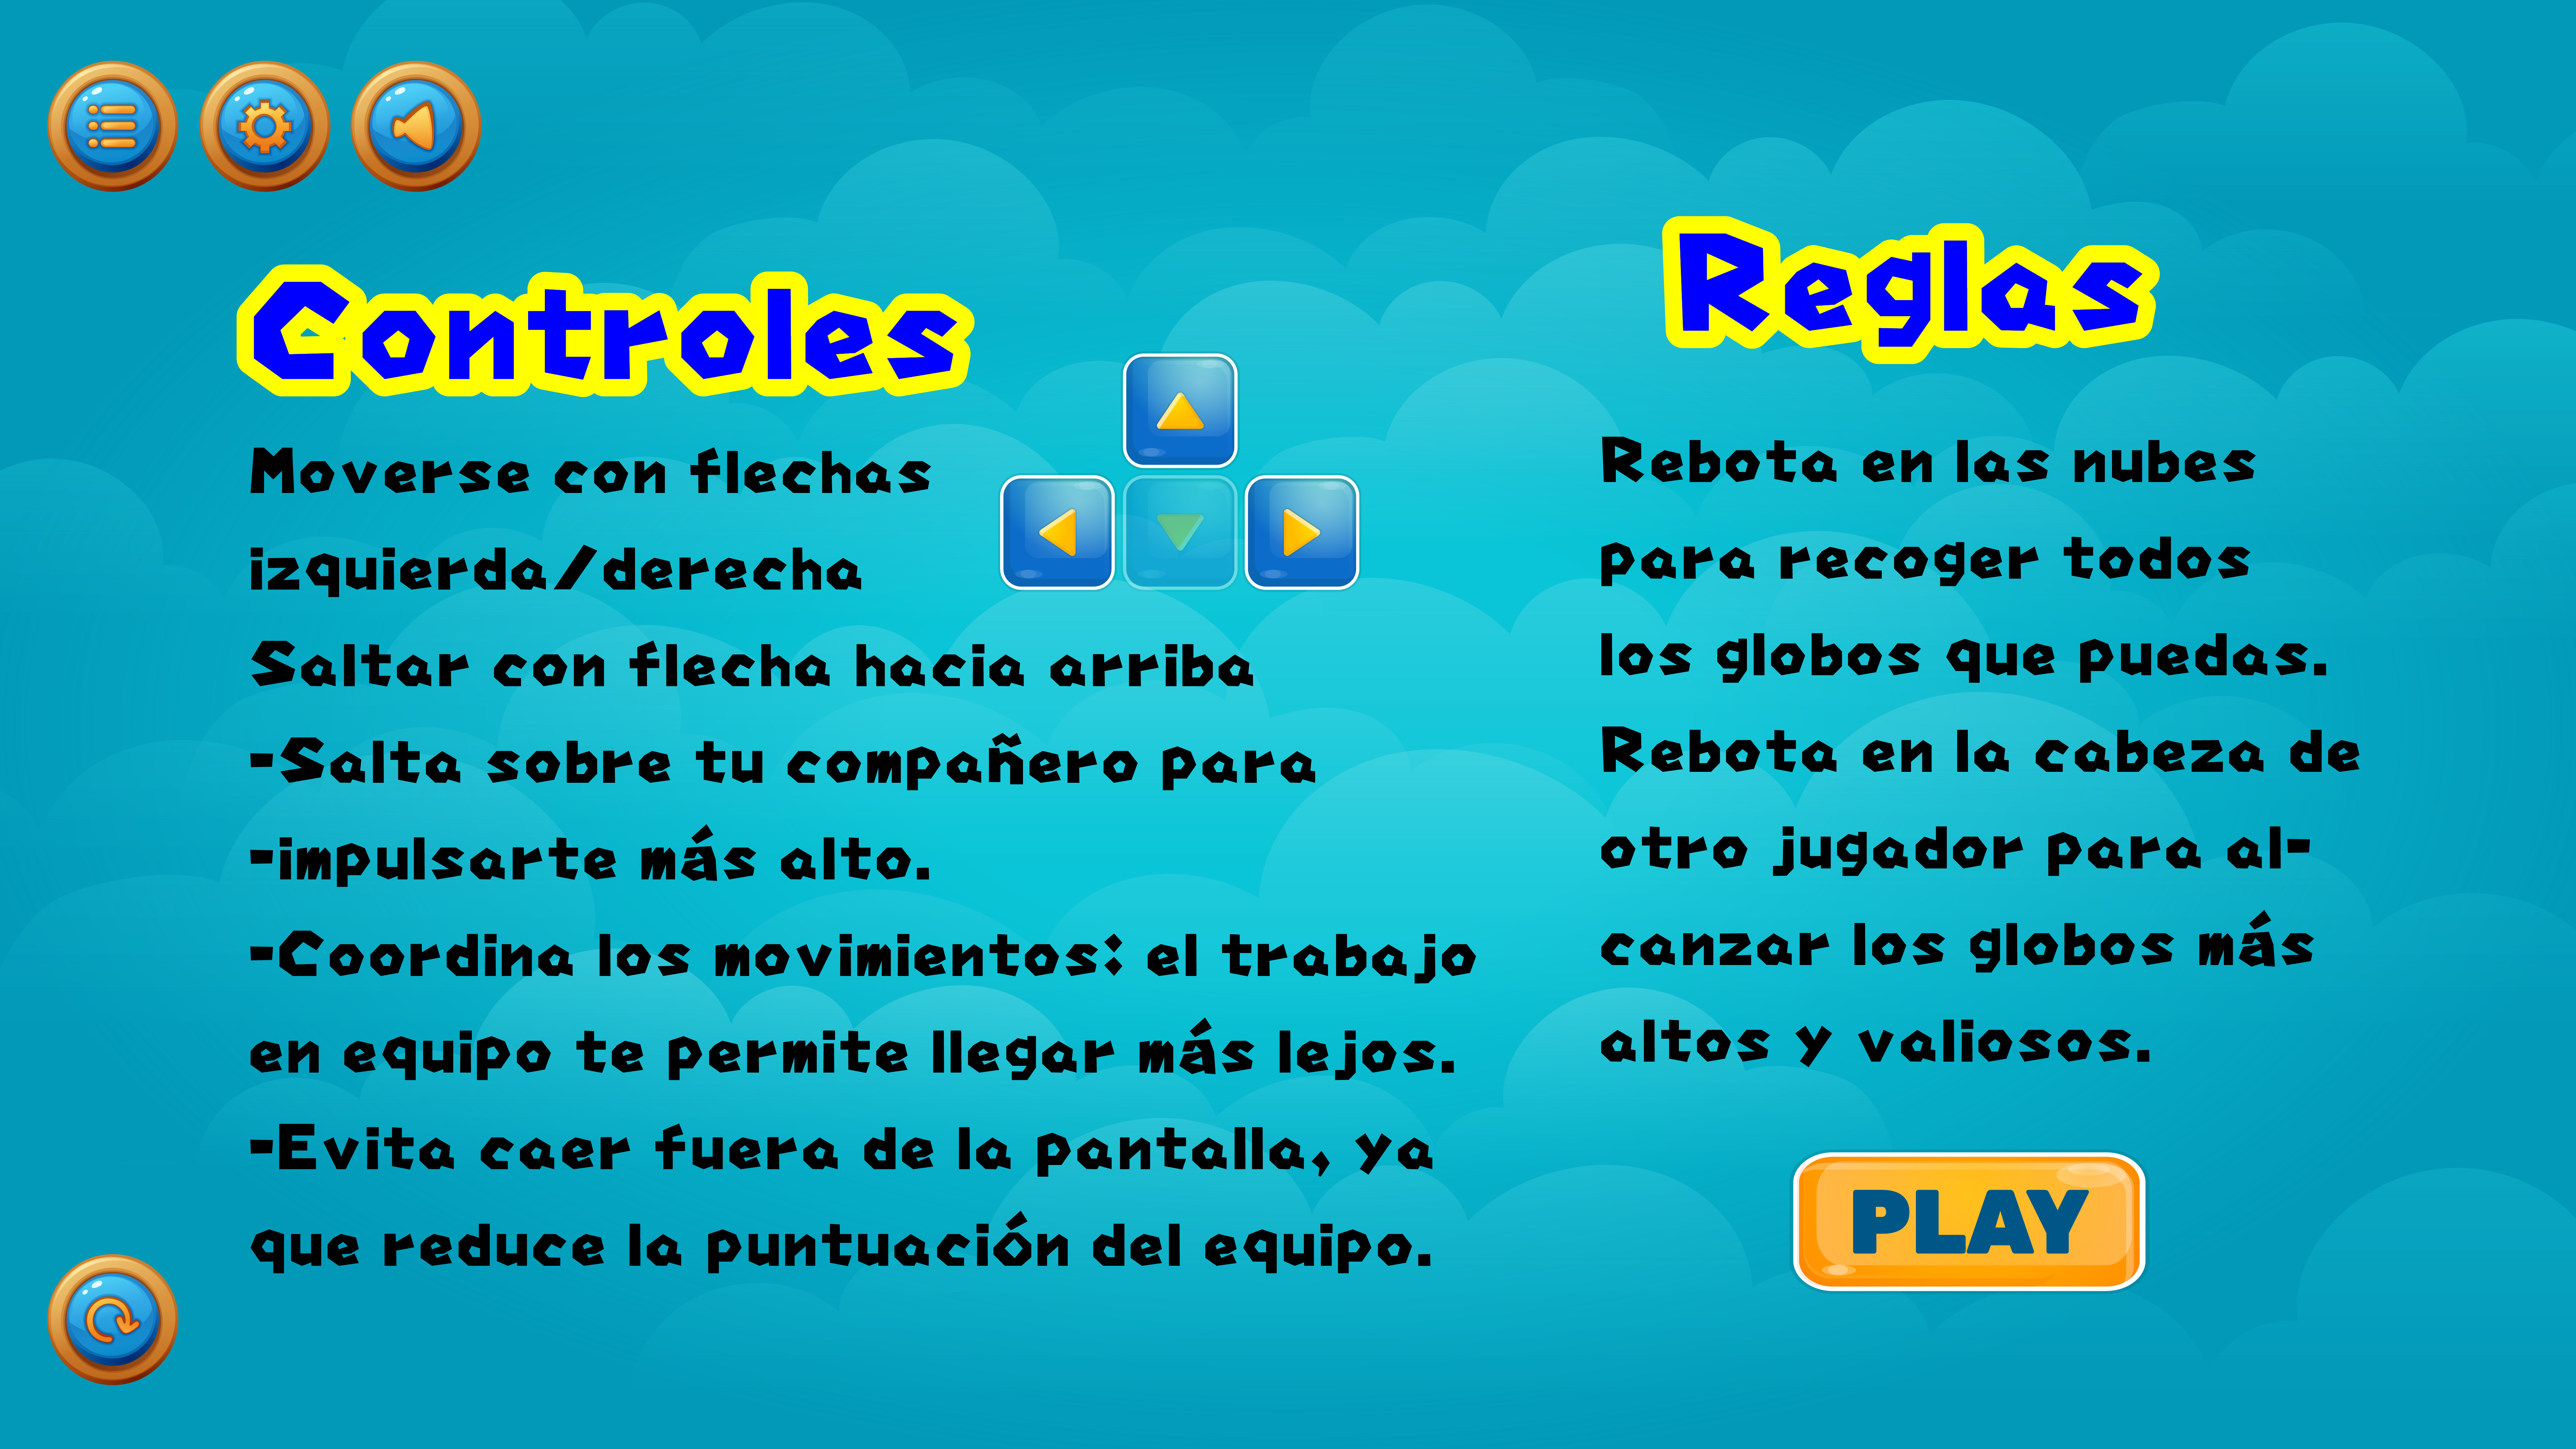 Controles
Moverse con flechas
izquierda/derecha
Saltar con flecha hacia arriba
-Salta sobre tu compañero para
-impulsarte más alto.
-Coordina los movimientos: el trabajo
en equipo te permite llegar más lejos.
-Evita caer fuera de la pantalla, ya
que reduce la puntuación del equipo.
Reglas
Rebota en las nubes
para recoger todos
los globos que puedas.
Rebota en la cabeza de
otro jugador para al-
canzar los globos más
altos y valiosos.
PLAY